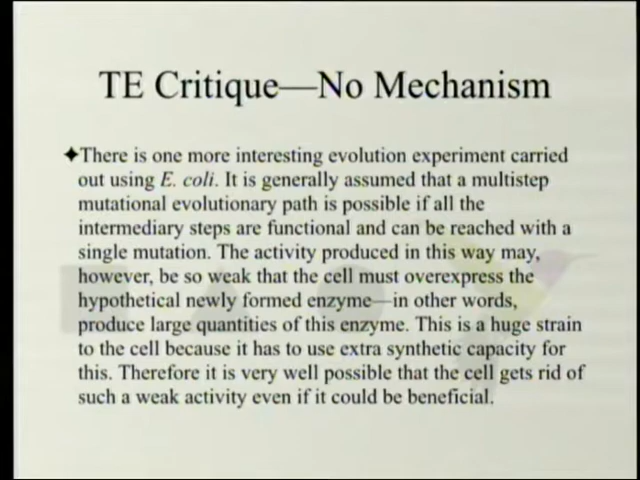 TE Critique—No Mechanism
✦There is one more interesting evolution experiment carried
out using E. coli. It is generally assumed that a multistep
mutational evolutionary path is possible if all the
intermediary steps are functional and can be reached with a
single mutation. The activity produced in this way may,
however, be so weak that the cell must overexpress the
hypothetical newly formed enzyme—in other words,
produce large quantities of this enzyme. This is a huge strain
to the cell because it has to use extra synthetic capacity for
this. Therefore it is very well possible that the cell gets rid of
such a weak activity even if it could be beneficial.